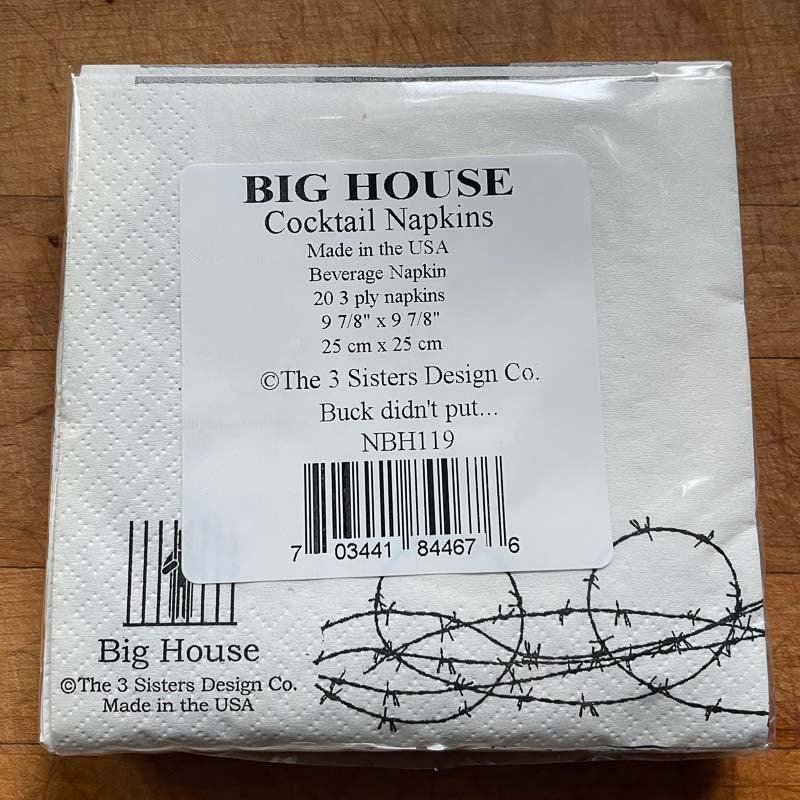 BIG HOUSE
Cocktail Napkins
Made in the USA
Beverage Napkin
20 3 ply napkins
9 7/8" x 9 7/8"
25 cm x 25 cm
©The 3 Sisters Design Co.
Buck didn't put...
NBH119
7 03441 84467 6
Big House
©The 3 Sisters Design Co.
Made in the USA